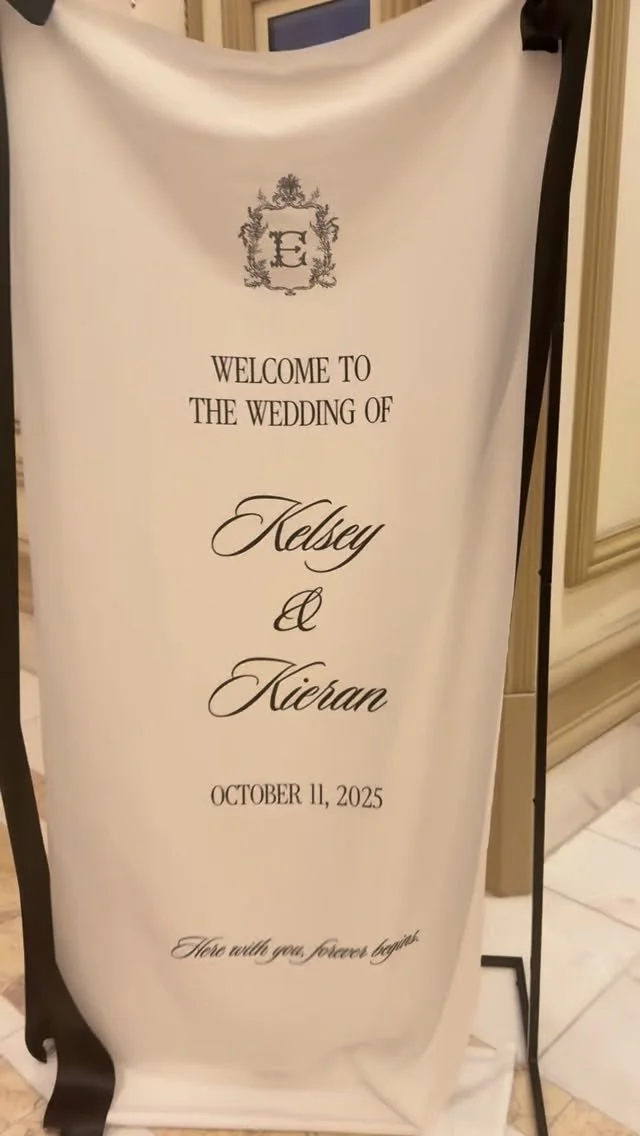 E
WELCOME TO
THE WEDDING OF
Kelsey
&
Kieran
OCTOBER 11, 2025
Here with you, forever begins.